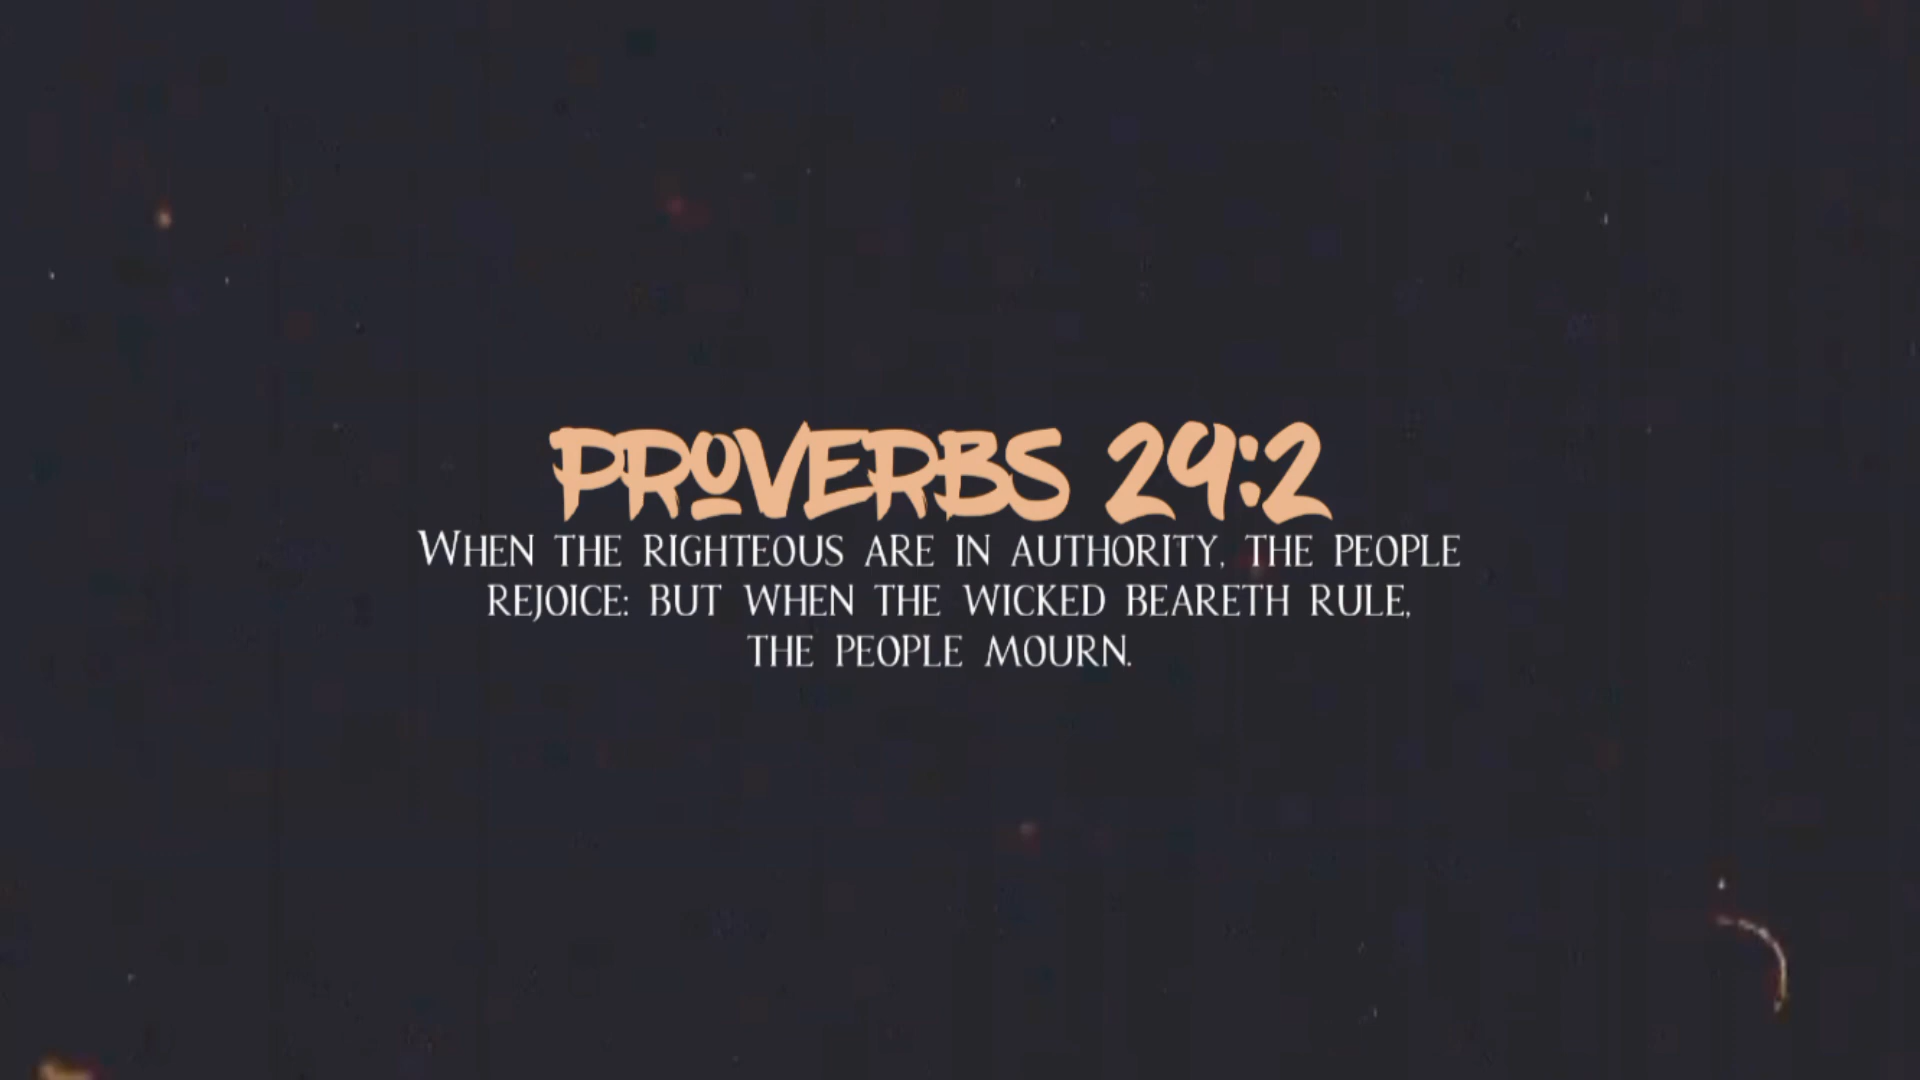 PROVERBS 29:2
WHEN THE RIGHTEOUS ARE IN AUTHORITY, THE PEOPLE
REJOICE: BUT WHEN THE WICKED BEARETH RULE,
THE PEOPLE MOURN.